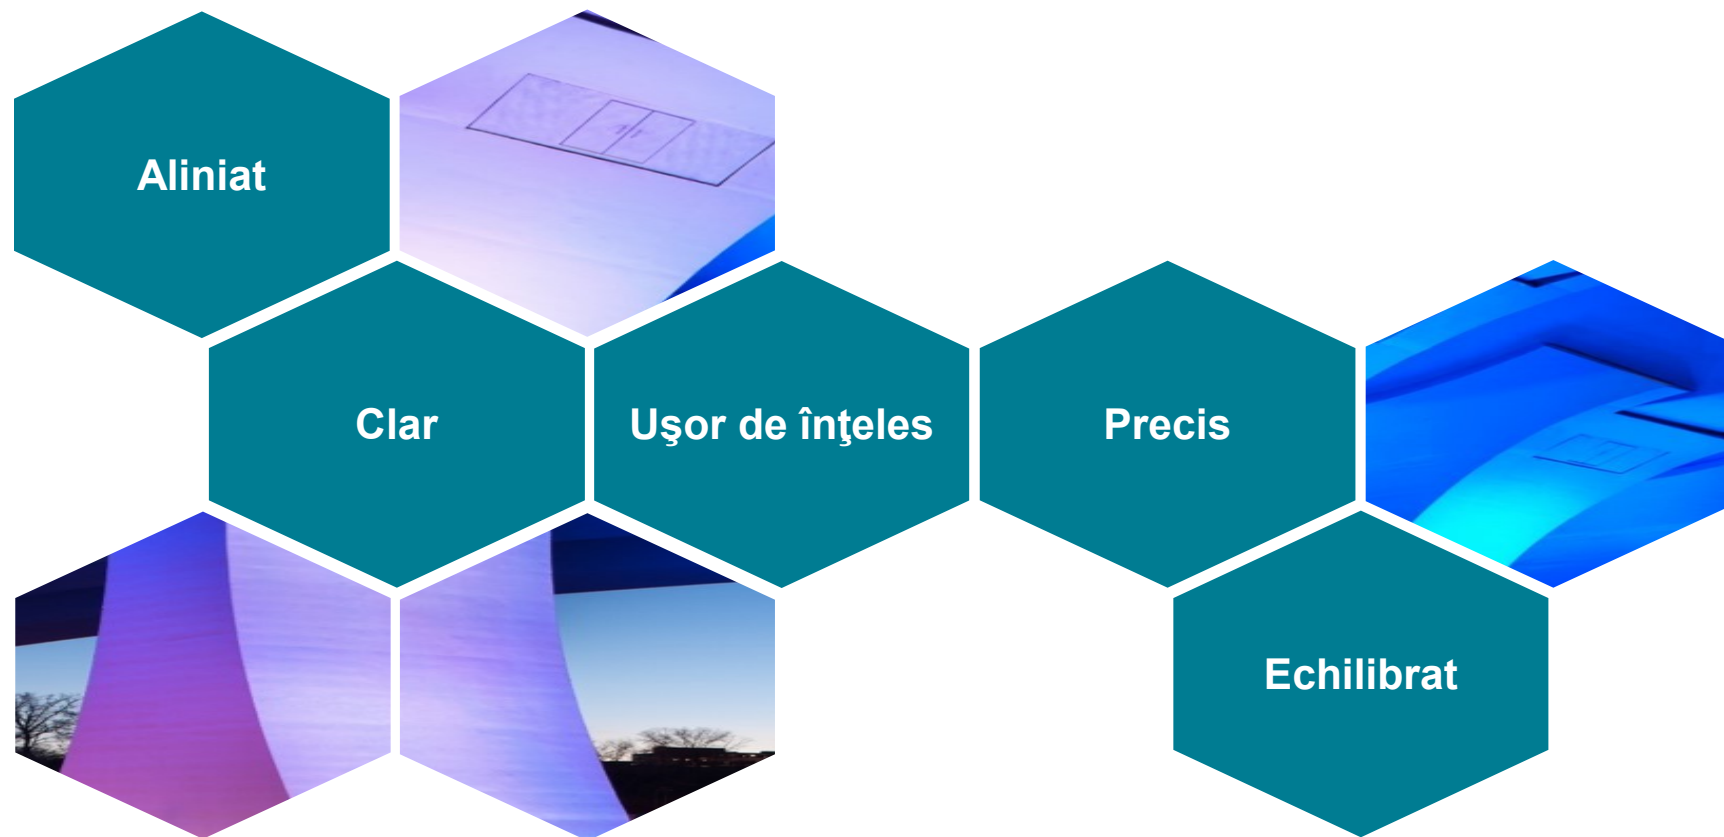 Aliniat
Clar
Uşor de înţeles
Precis
Echilibrat